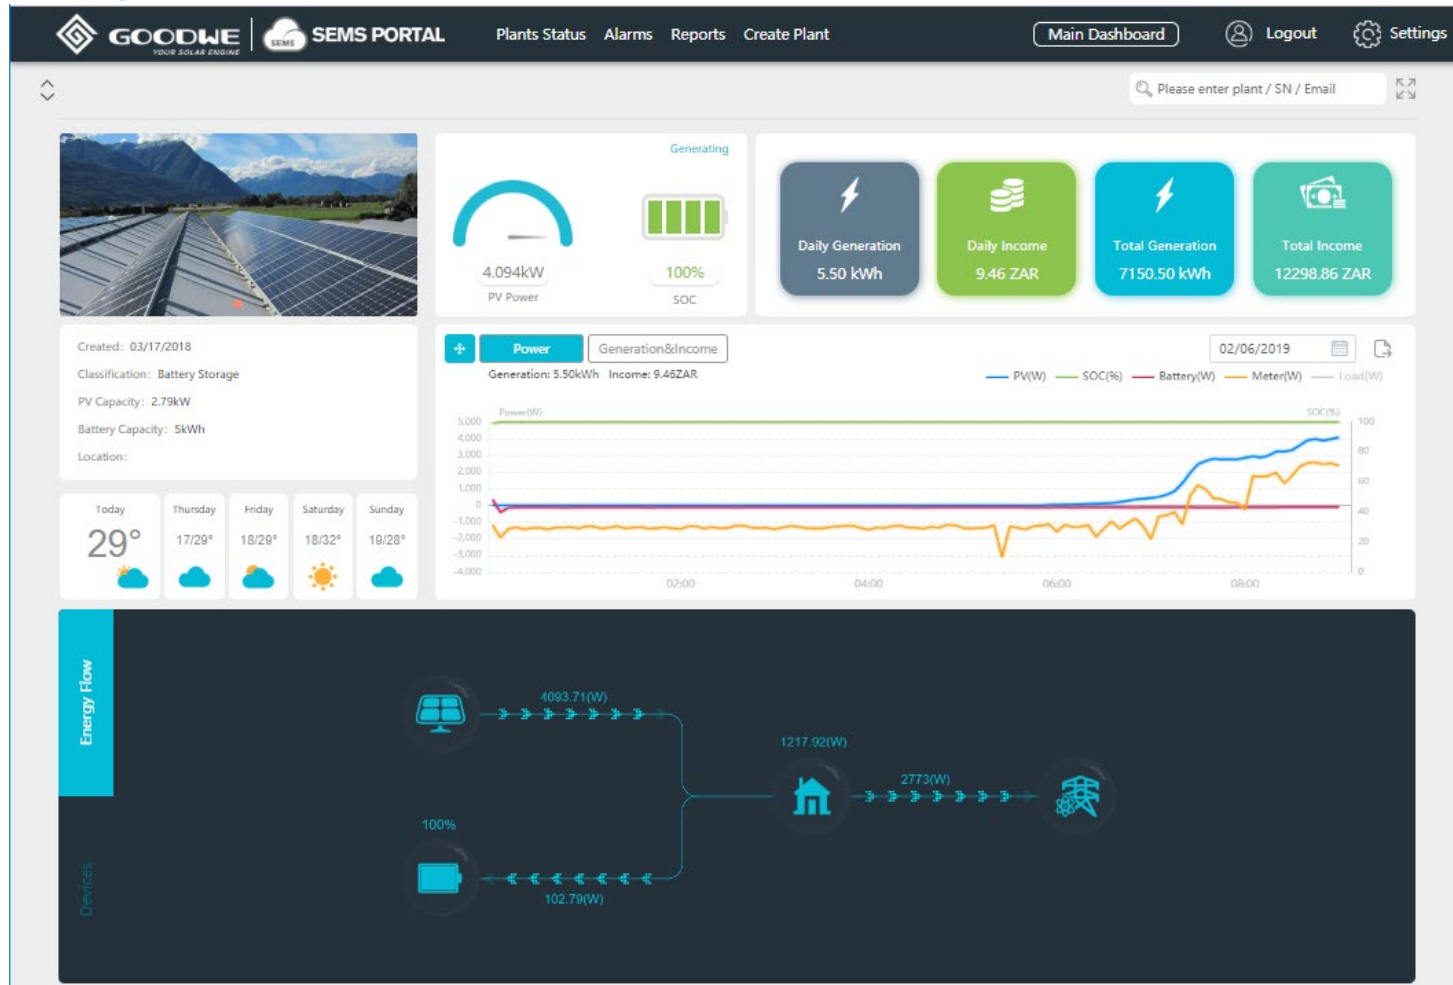 GOODWE
YOUR SOLAR ENGINE
SEMS
SEMS PORTAL
Plants Status Alarms Reports Create Plant
Main Dashboard
Logout
Settings
Please enter plant / SN / Email
Generating
4.094kW
PV Power
100%
SOC
Daily Generation
5.50 kWh
Daily Income
9.46 ZAR
Total Generation
7150.50 kWh
Total Income
12298.86 ZAR
Created: 03/17/2018
Classification: Battery Storage
PV Capacity: 2.79kW
Battery Capacity: 5kWh
Location:
Power
Generation&Income
02/06/2019
Generation: 5.50kWh Income: 9.46ZAR
PV(W) SOC(%) Battery(W) Meter(W) Load(W)
Power(W) SOC(%)
5,000
4,000
3,000
2,000
1,000
0
-1,000
-2,000
-3,000
-4,000
100
80
60
40
20
0
02:00 04:00 06:00 08:00
Today Thursday Friday Saturday Sunday
29° 17/29° 18/29° 18/32° 19/28°
Energy Flow
Devices
4093.71(W)
1217.92(W)
2773(W)
100%
102.79(W)